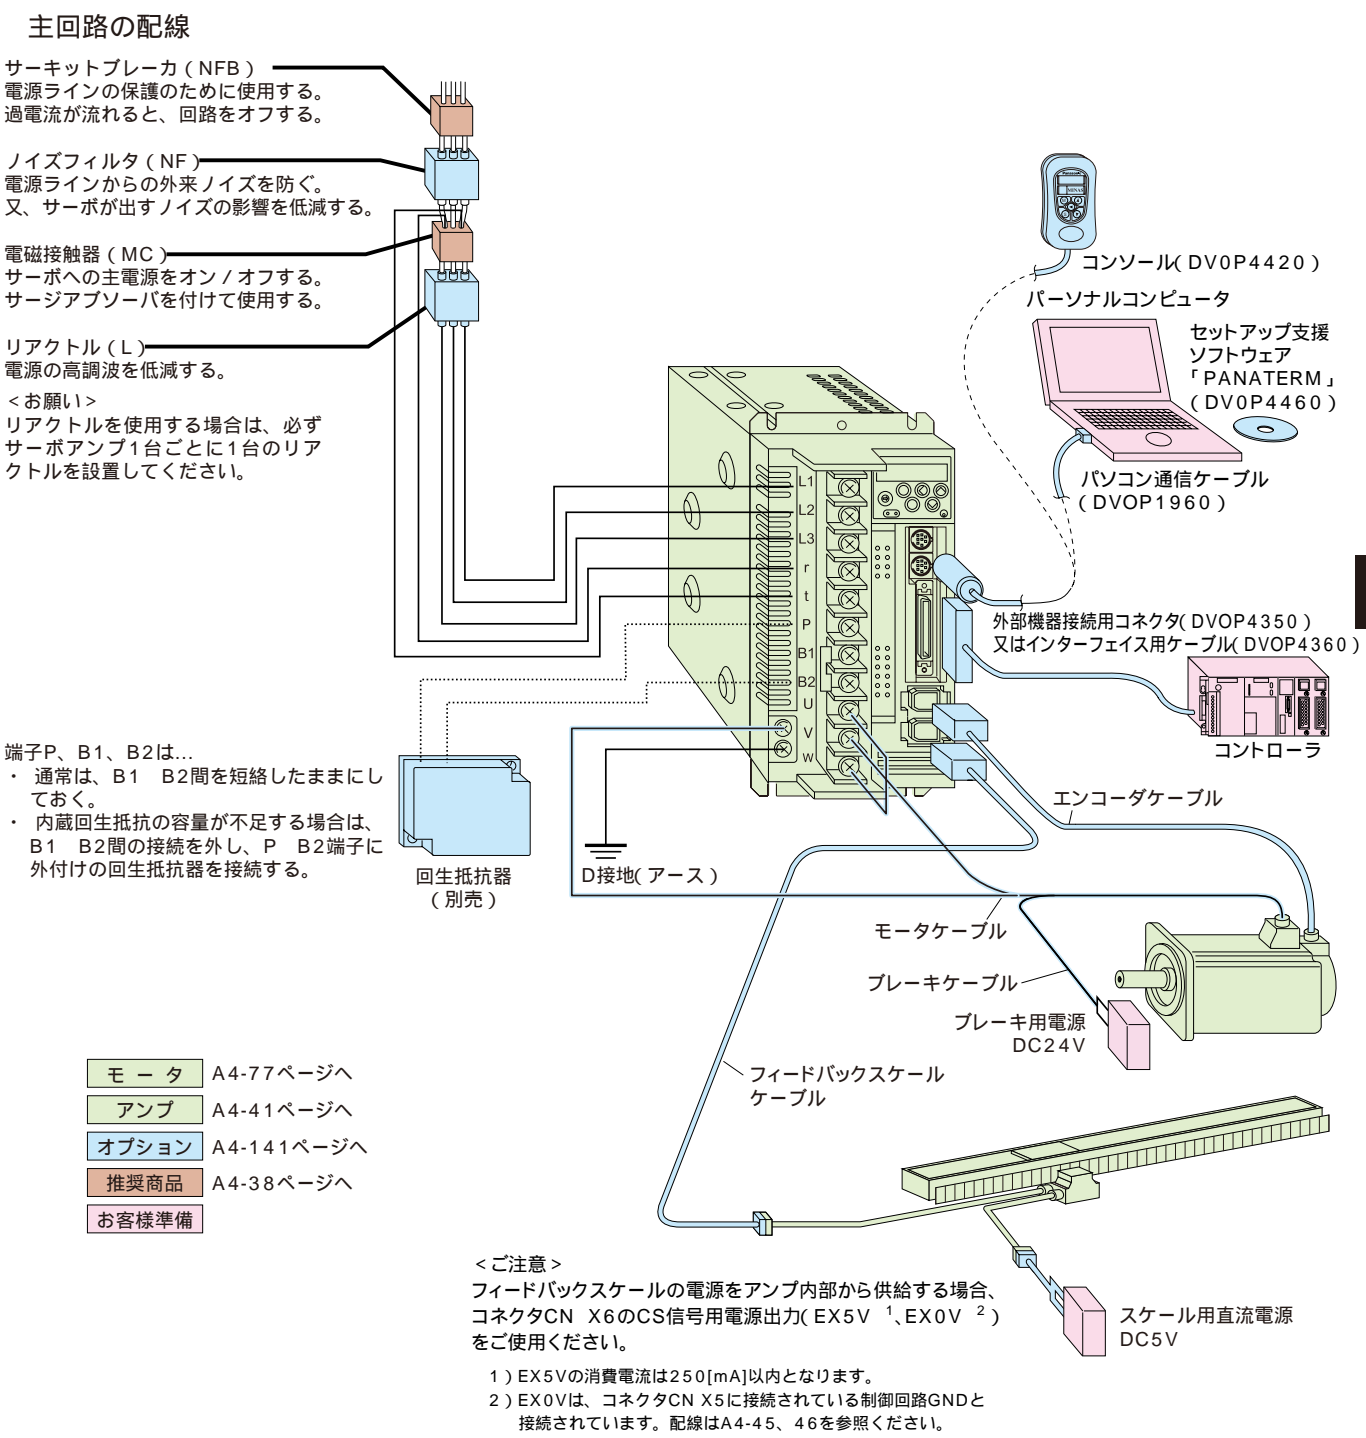 主回路の配線
サーキットブレーカ(NFB)
電源ラインの保護のために使用する。
過電流が流れると、回路をオフする。
ノイズフィルタ(NF)
電源ラインからの外来ノイズを防ぐ。
又、サーボが出すノイズの影響を低減する。
電磁接触器(MC)
サーボへの主電源をオン/オフする。
サージアブソーバを付けて使用する。
リアクトル(L)
電源の高調波を低減する。
<お願い>
リアクトルを使用する場合は、必ず
サーボアンプ1台ごとに1台のリア
クトルを設置してください。
Panasonic
MINAS
コンソール(DV0P4420)
パーソナルコンピュータ
セットアップ支援
ソフトウェア
「PANATERM」
(DV0P4460)
パソコン通信ケーブル
(DVOP1960)
L1
L2
L3
r
t
P
B1
B2
U
V
W
外部機器接続用コネクタ(DVOP4350)
又はインターフェイス用ケーブル(DVOP4360)
コントローラ
端子P、B1、B2は...
・ 通常は、B1 B2間を短絡したままにし
ておく。
・ 内蔵回生抵抗の容量が不足する場合は、
B1 B2間の接続を外し、P B2端子に
外付けの回生抵抗器を接続する。
回生抵抗器
(別売)
D接地(アース)
エンコーダケーブル
モータケーブル
ブレーキケーブル
ブレーキ用電源
DC24V
フィードバックスケール
ケーブル
モータ A4-77ページへ
アンプ A4-41ページへ
オプション A4-141ページへ
推奨商品 A4-38ページへ
お客様準備
<ご注意>
フィードバックスケールの電源をアンプ内部から供給する場合、
コネクタCN X6のCS信号用電源出力(EX5V 1、EX0V 2)
をご使用ください。
1)EX5Vの消費電流は250[mA]以内となります。
2)EX0Vは、コネクタCN X5に接続されている制御回路GNDと
接続されています。配線はA4-45、46を参照ください。
スケール用直流電源
DC5V